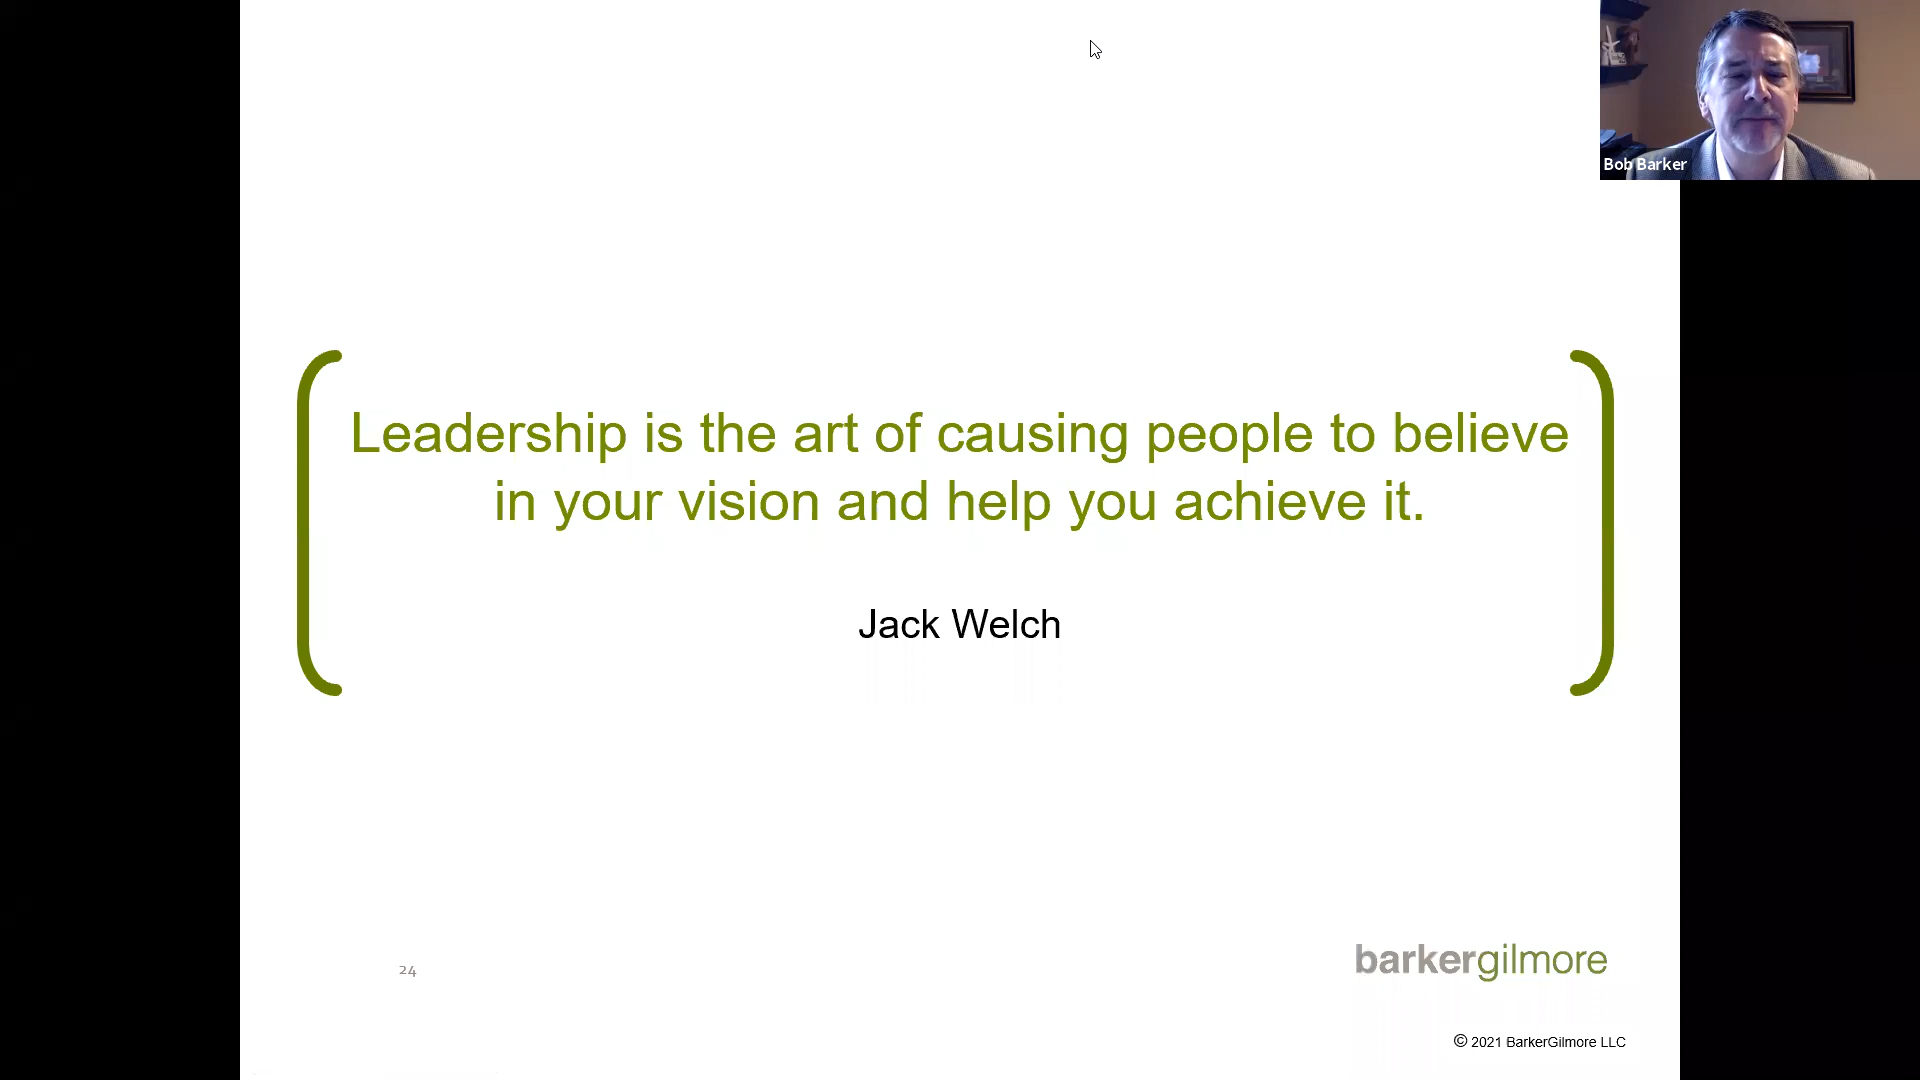 Bob Barker
Leadership is the art of causing people to believe
in your vision and help you achieve it.
Jack Welch
24
barkergilmore
© 2021 BarkerGilmore LLC